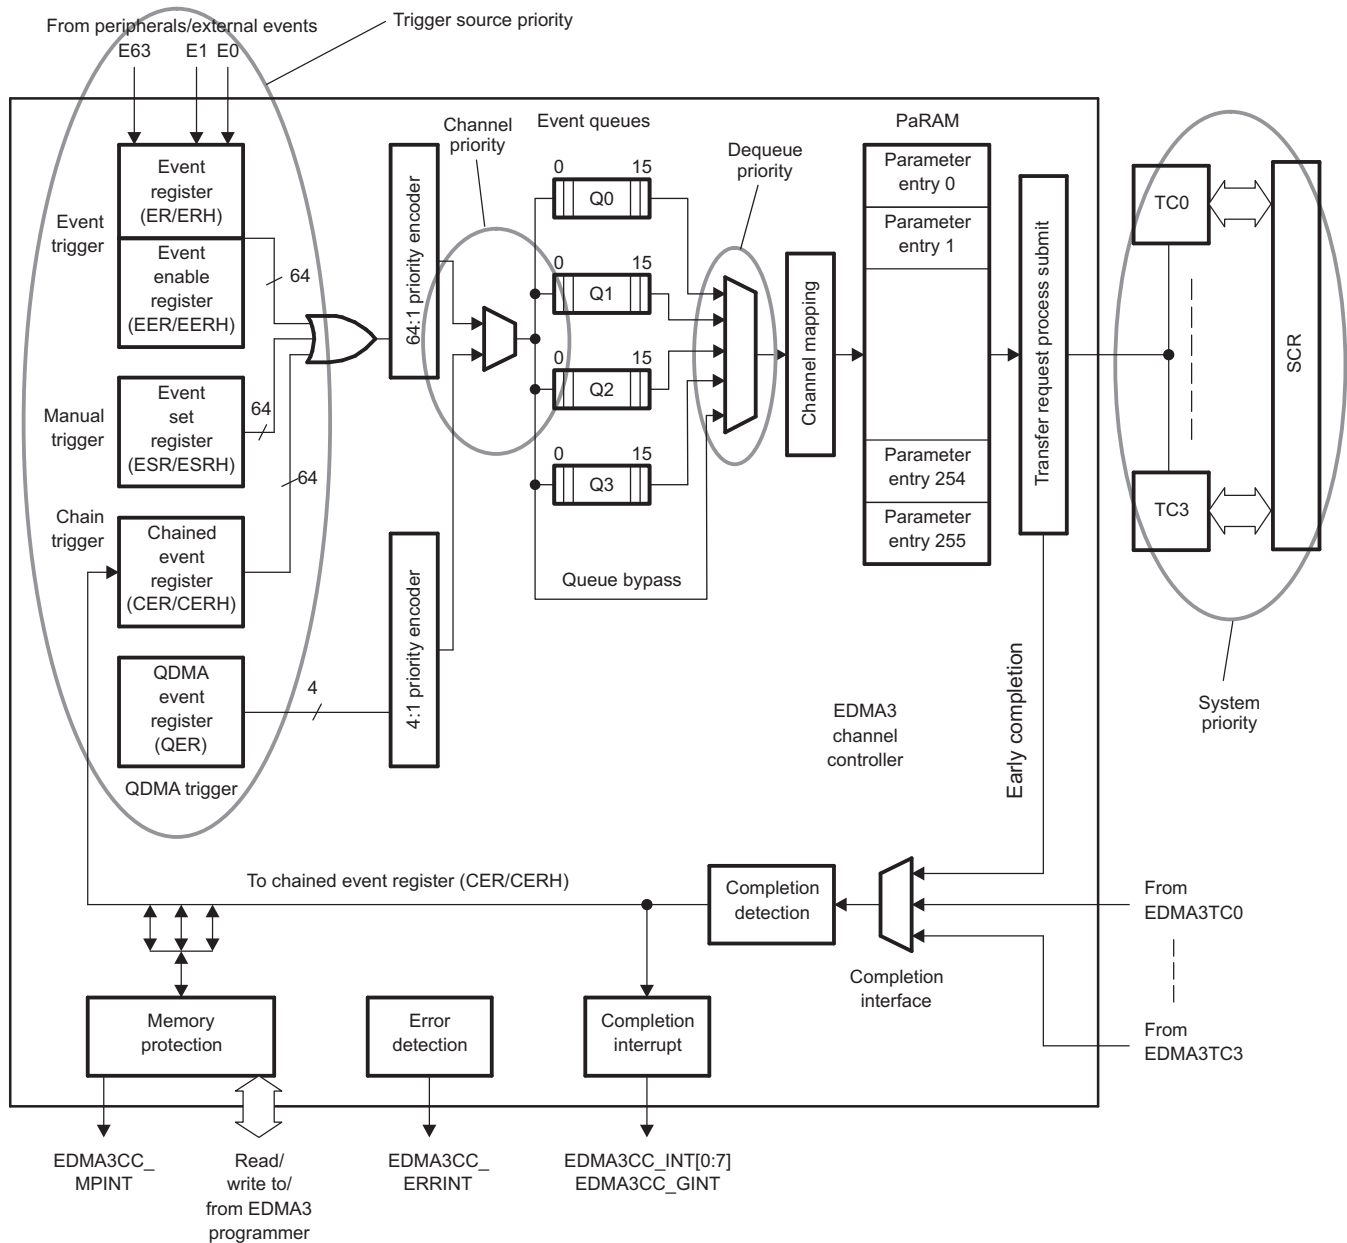 From peripherals/external events
E63 E1 E0
Trigger source priority
Event
register
(ER/ERH)
Event
trigger
Event
enable
register
(EER/EERH)
64
Manual
trigger
Event
set
register
(ESR/ESRH)
64
64
Chain
trigger
Chained
event
register
(CER/CERH)
QDMA
event
register
(QER)
4
QDMA trigger
64:1 priority encoder
4:1 priority encoder
Channel
priority
Event queues
0 15
Q0
0 15
Q1
0 15
Q2
0 15
Q3
Queue bypass
Dequeue
priority
Channel mapping
PaRAM
Parameter
entry 0
Parameter
entry 1
Parameter
entry 254
Parameter
entry 255
Transfer request process submit
TC0
TC3
SCR
System
priority
EDMA3
channel
controller
Early completion
To chained event register (CER/CERH)
Completion
detection
Completion
interface
From
EDMA3TC0
From
EDMA3TC3
Memory
protection
Error
detection
Completion
interrupt
EDMA3CC_
MPINT
Read/
write to/
from EDMA3
programmer
EDMA3CC_
ERRINT
EDMA3CC_INT[0:7]
EDMA3CC_GINT